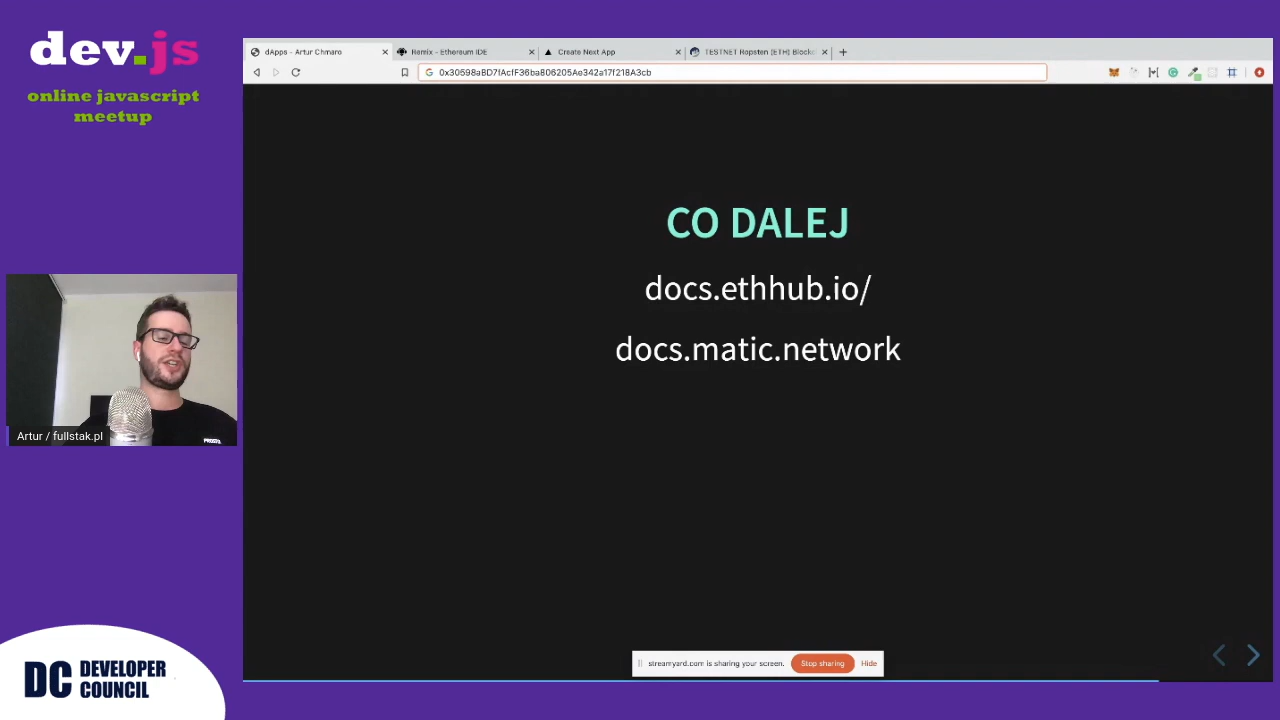 dev.js
online javascript
meetup
dApps - Artur Chmaro
Remix - Ethereum IDE
Create Next App
TESTNET Ropsten (ETH) Blockc
0x30598aBD7fAcfF36ba806205Ae342a17f218A3cb
CO DALEJ
docs.ethhub.io/
docs.matic.network
Artur / fullstak.pl
PROSTA
streamyard.com is sharing your screen.
Stop sharing
Hide
DC DEVELOPER
COUNCIL